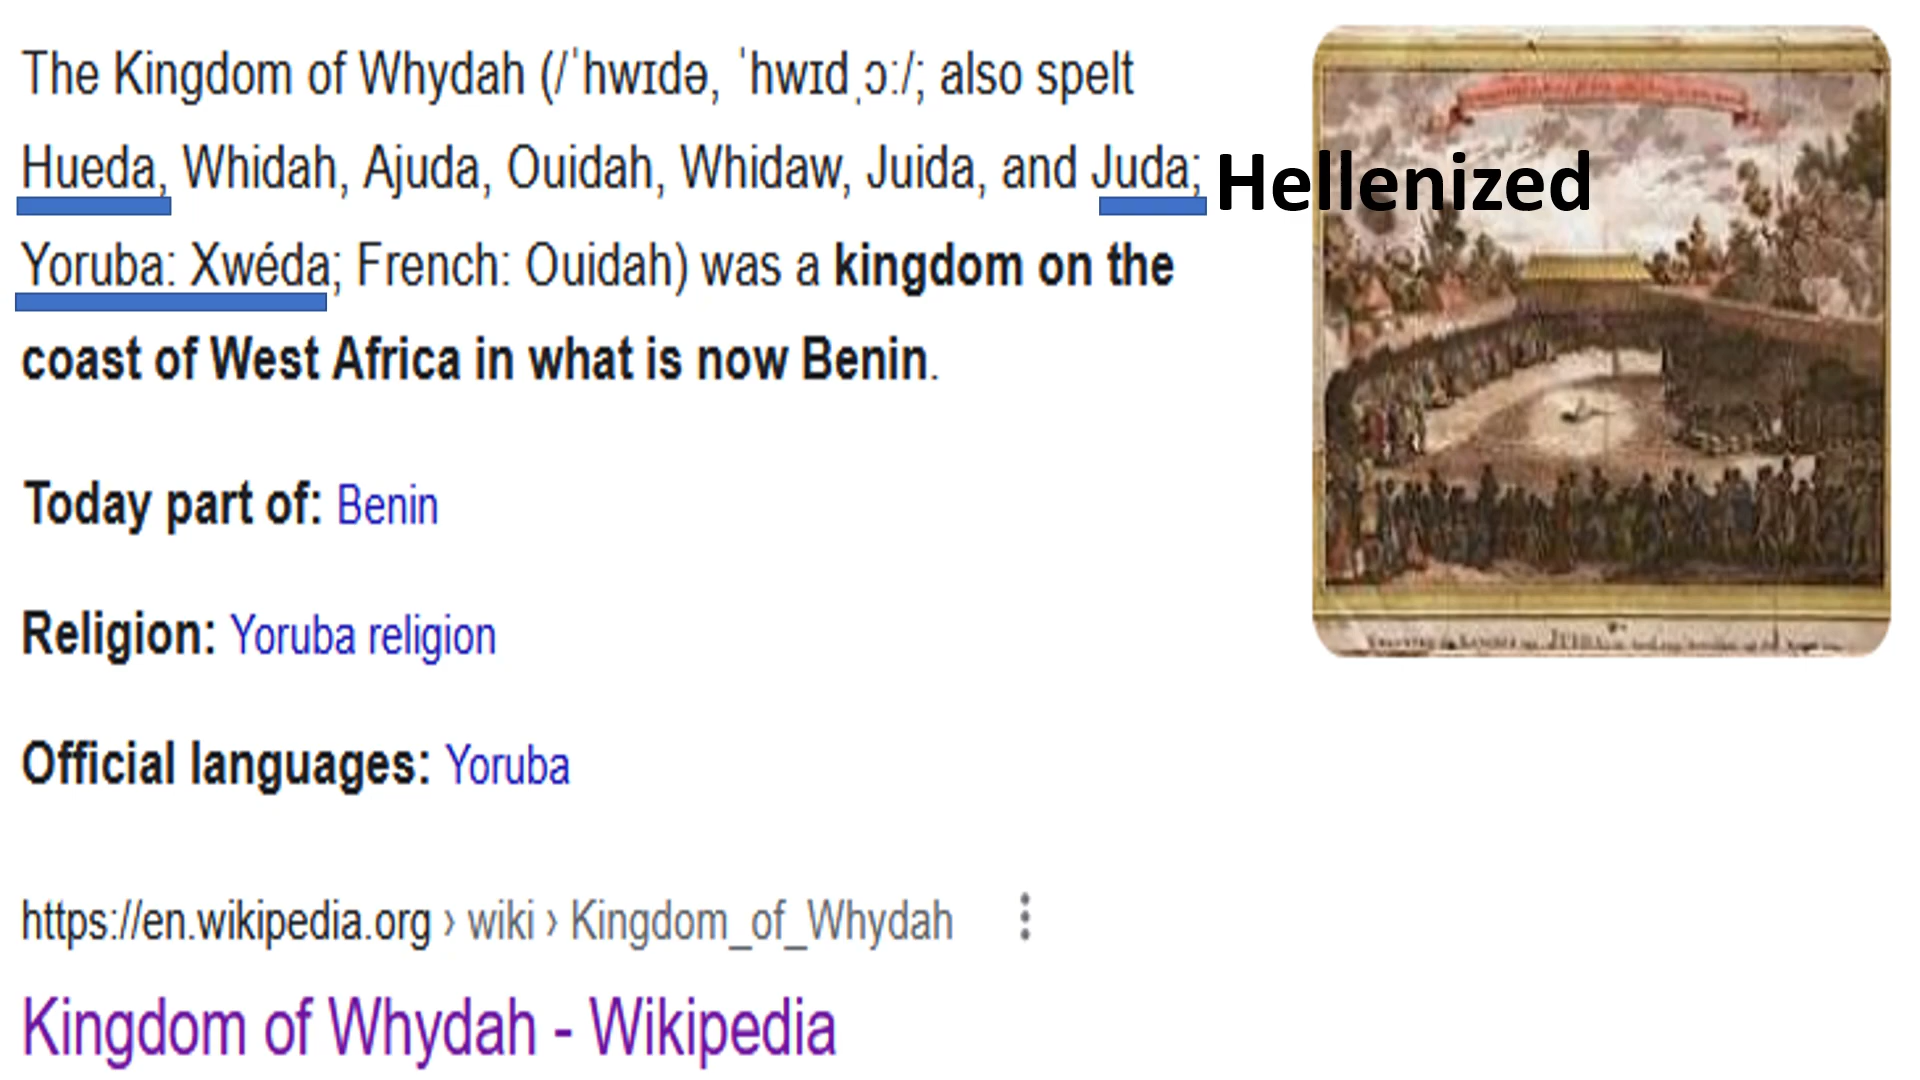 The Kingdom of Whydah (/ˈhwɪdə, ˈhwɪdˌɔː/; also spelt
Hueda, Whidah, Ajuda, Ouidah, Whidaw, Juida, and Juda; Hellenized
Yoruba: Xwéda; French: Ouidah) was a kingdom on the
coast of West Africa in what is now Benin.
Today part of: Benin
Religion: Yoruba religion
Official languages: Yoruba
https://en.wikipedia.org › wiki › Kingdom_of_Whydah
Kingdom of Whydah - Wikipedia